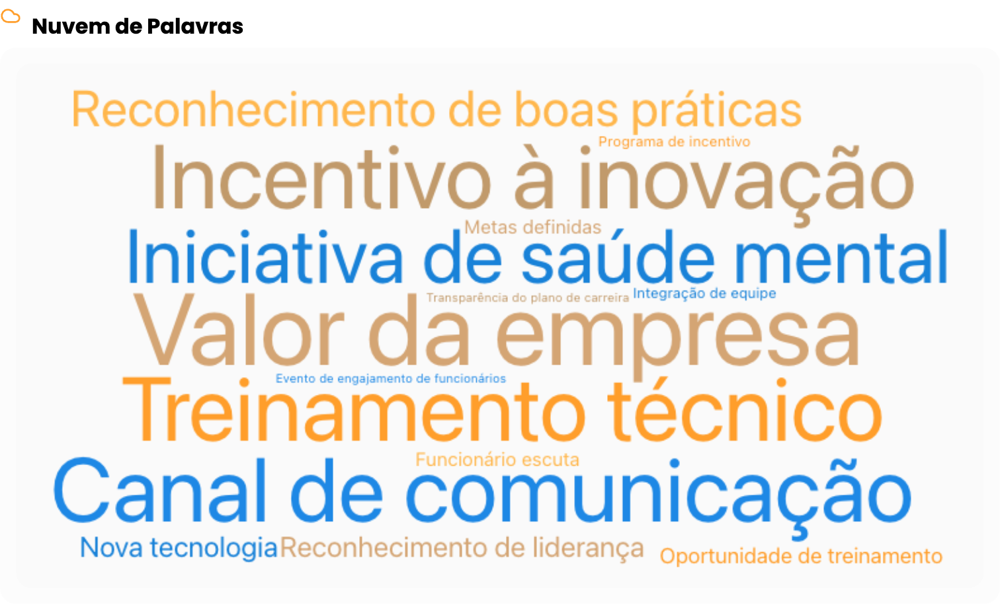 Nuvem de Palavras
Reconhecimento de boas práticas
Programa de incentivo
Incentivo à inovação
Metas definidas
Iniciativa de saúde mental
Transparência do plano de carreira
Integração de equipe
Valor da empresa
Evento de engajamento de funcionários
Treinamento técnico
Funcionário escuta
Canal de comunicação
Nova tecnologia
Reconhecimento de liderança
Oportunidade de treinamento